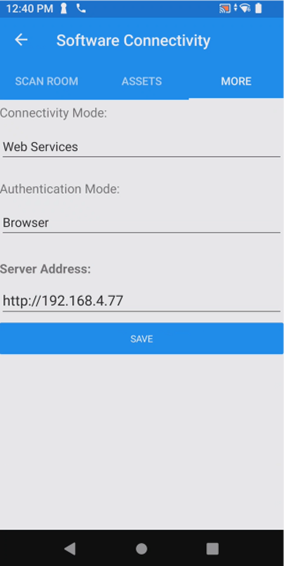 12:40 PM
Software Connectivity
SCAN ROOM
ASSETS
MORE
Connectivity Mode:
Web Services
Authentication Mode:
Browser
Server Address:
http://192.168.4.77
SAVE